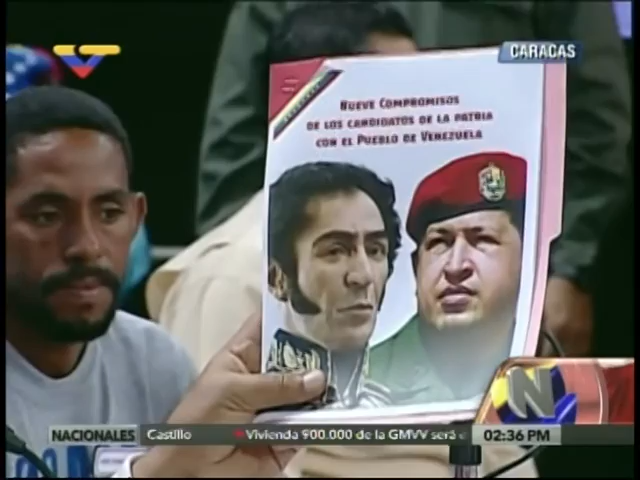 CARACAS
NUEVE COMPROMISOS
DE LOS CANDIDATOS DE LA PATRIA
CON EL PUEBLO DE VENEZUELA
N
NACIONALES
Castillo
Vivienda 900.000 de la GMVV será
02:36 PM